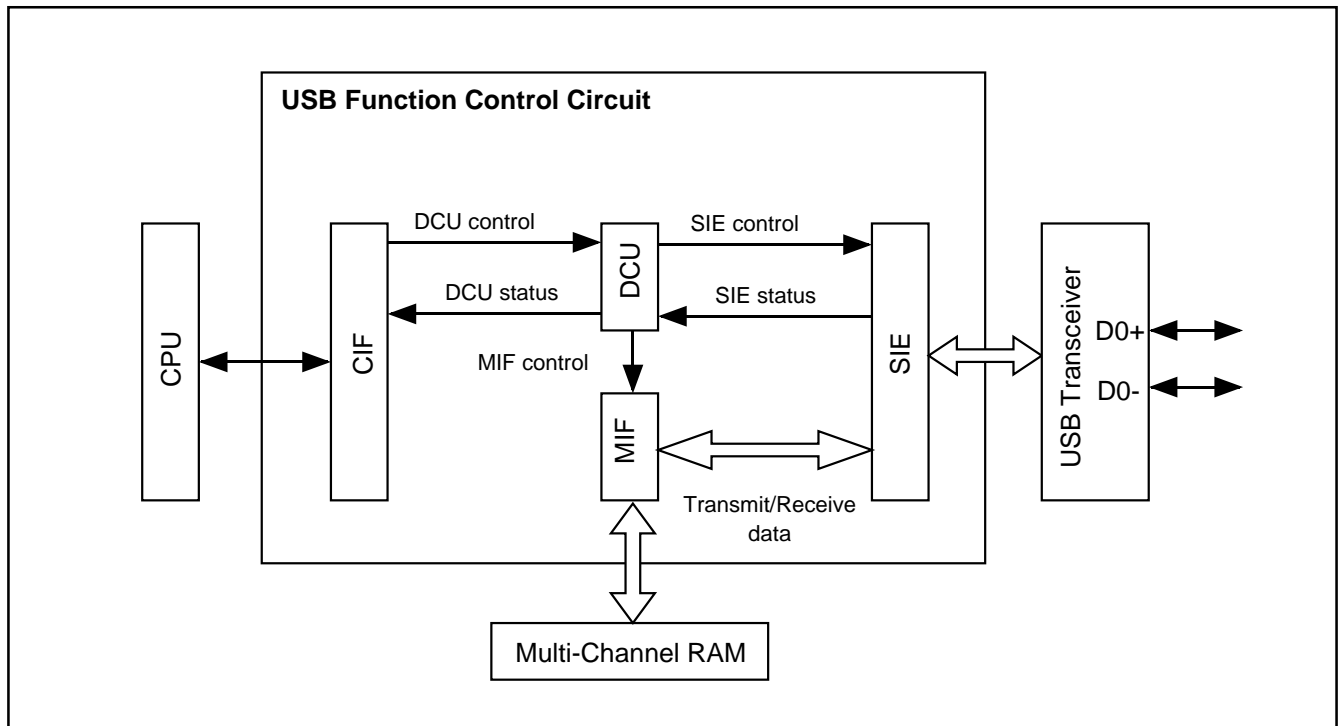 USB Function Control Circuit
DCU control
SIE control
DCU status
SIE status
MIF control
CPU
CIF
DCU
MIF
SIE
USB Transceiver
D0+
D0-
Transmit/Receive
data
Multi-Channel RAM